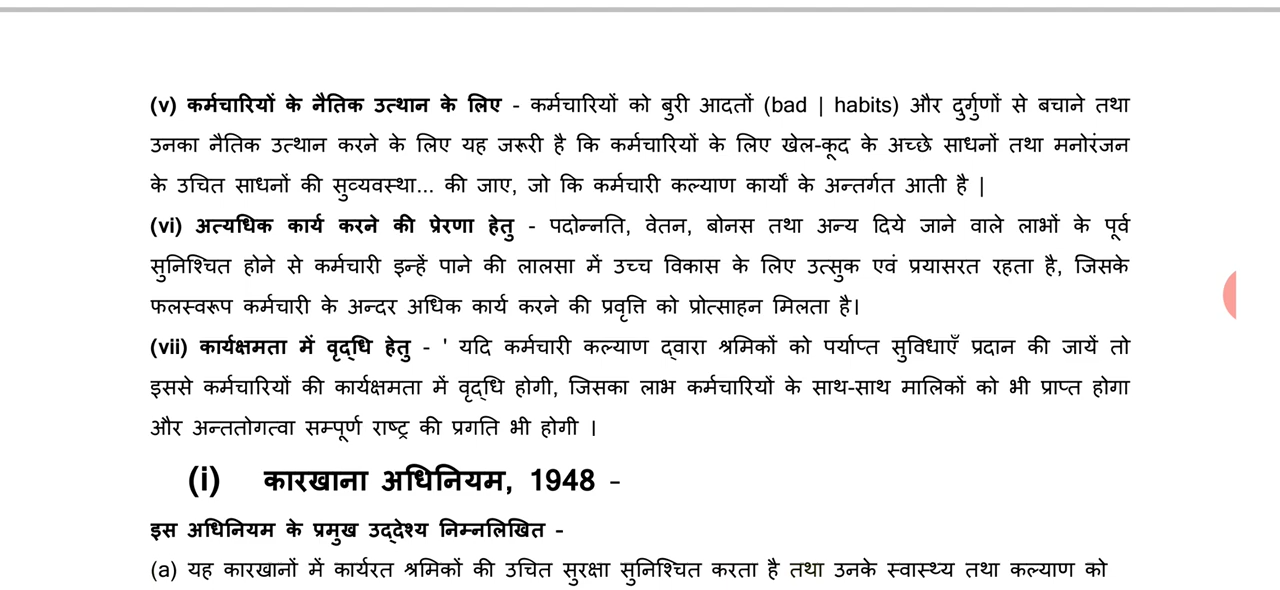 (v) कर्मचारियों के नैतिक उत्थान के लिए - कर्मचारियों को बुरी आदतों (bad | habits) और दुर्गुणों से बचाने तथा
उनका नैतिक उत्थान करने के लिए यह जरूरी है कि कर्मचारियों के लिए खेल-कूद के अच्छे साधनों तथा मनोरंजन
के उचित साधनों की सुव्यवस्था... की जाए, जो कि कर्मचारी कल्याण कार्यों के अन्तर्गत आती है |
(vi) अत्यधिक कार्य करने की प्रेरणा हेतु - पदोन्नति, वेतन, बोनस तथा अन्य दिये जाने वाले लाभों के पूर्व
सुनिश्चित होने से कर्मचारी इन्हें पाने की लालसा में उच्च विकास के लिए उत्सुक एवं प्रयासरत रहता है, जिसके
फलस्वरूप कर्मचारी के अन्दर अधिक कार्य करने की प्रवृत्ति को प्रोत्साहन मिलता है।
(vii) कार्यक्षमता में वृद्धि हेतु - ' यदि कर्मचारी कल्याण द्वारा श्रमिकों को पर्याप्त सुविधाएँ प्रदान की जायें तो
इससे कर्मचारियों की कार्यक्षमता में वृद्धि होगी, जिसका लाभ कर्मचारियों के साथ-साथ मालिकों को भी प्राप्त होगा
और अन्ततोगत्वा सम्पूर्ण राष्ट्र की प्रगति भी होगी ।
(i) कारखाना अधिनियम, 1948 -
इस अधिनियम के प्रमुख उद्देश्य निम्नलिखित -
(a) यह कारखानों में कार्यरत श्रमिकों की उचित सुरक्षा सुनिश्चित करता है तथा उनके स्वास्थ्य तथा कल्याण को